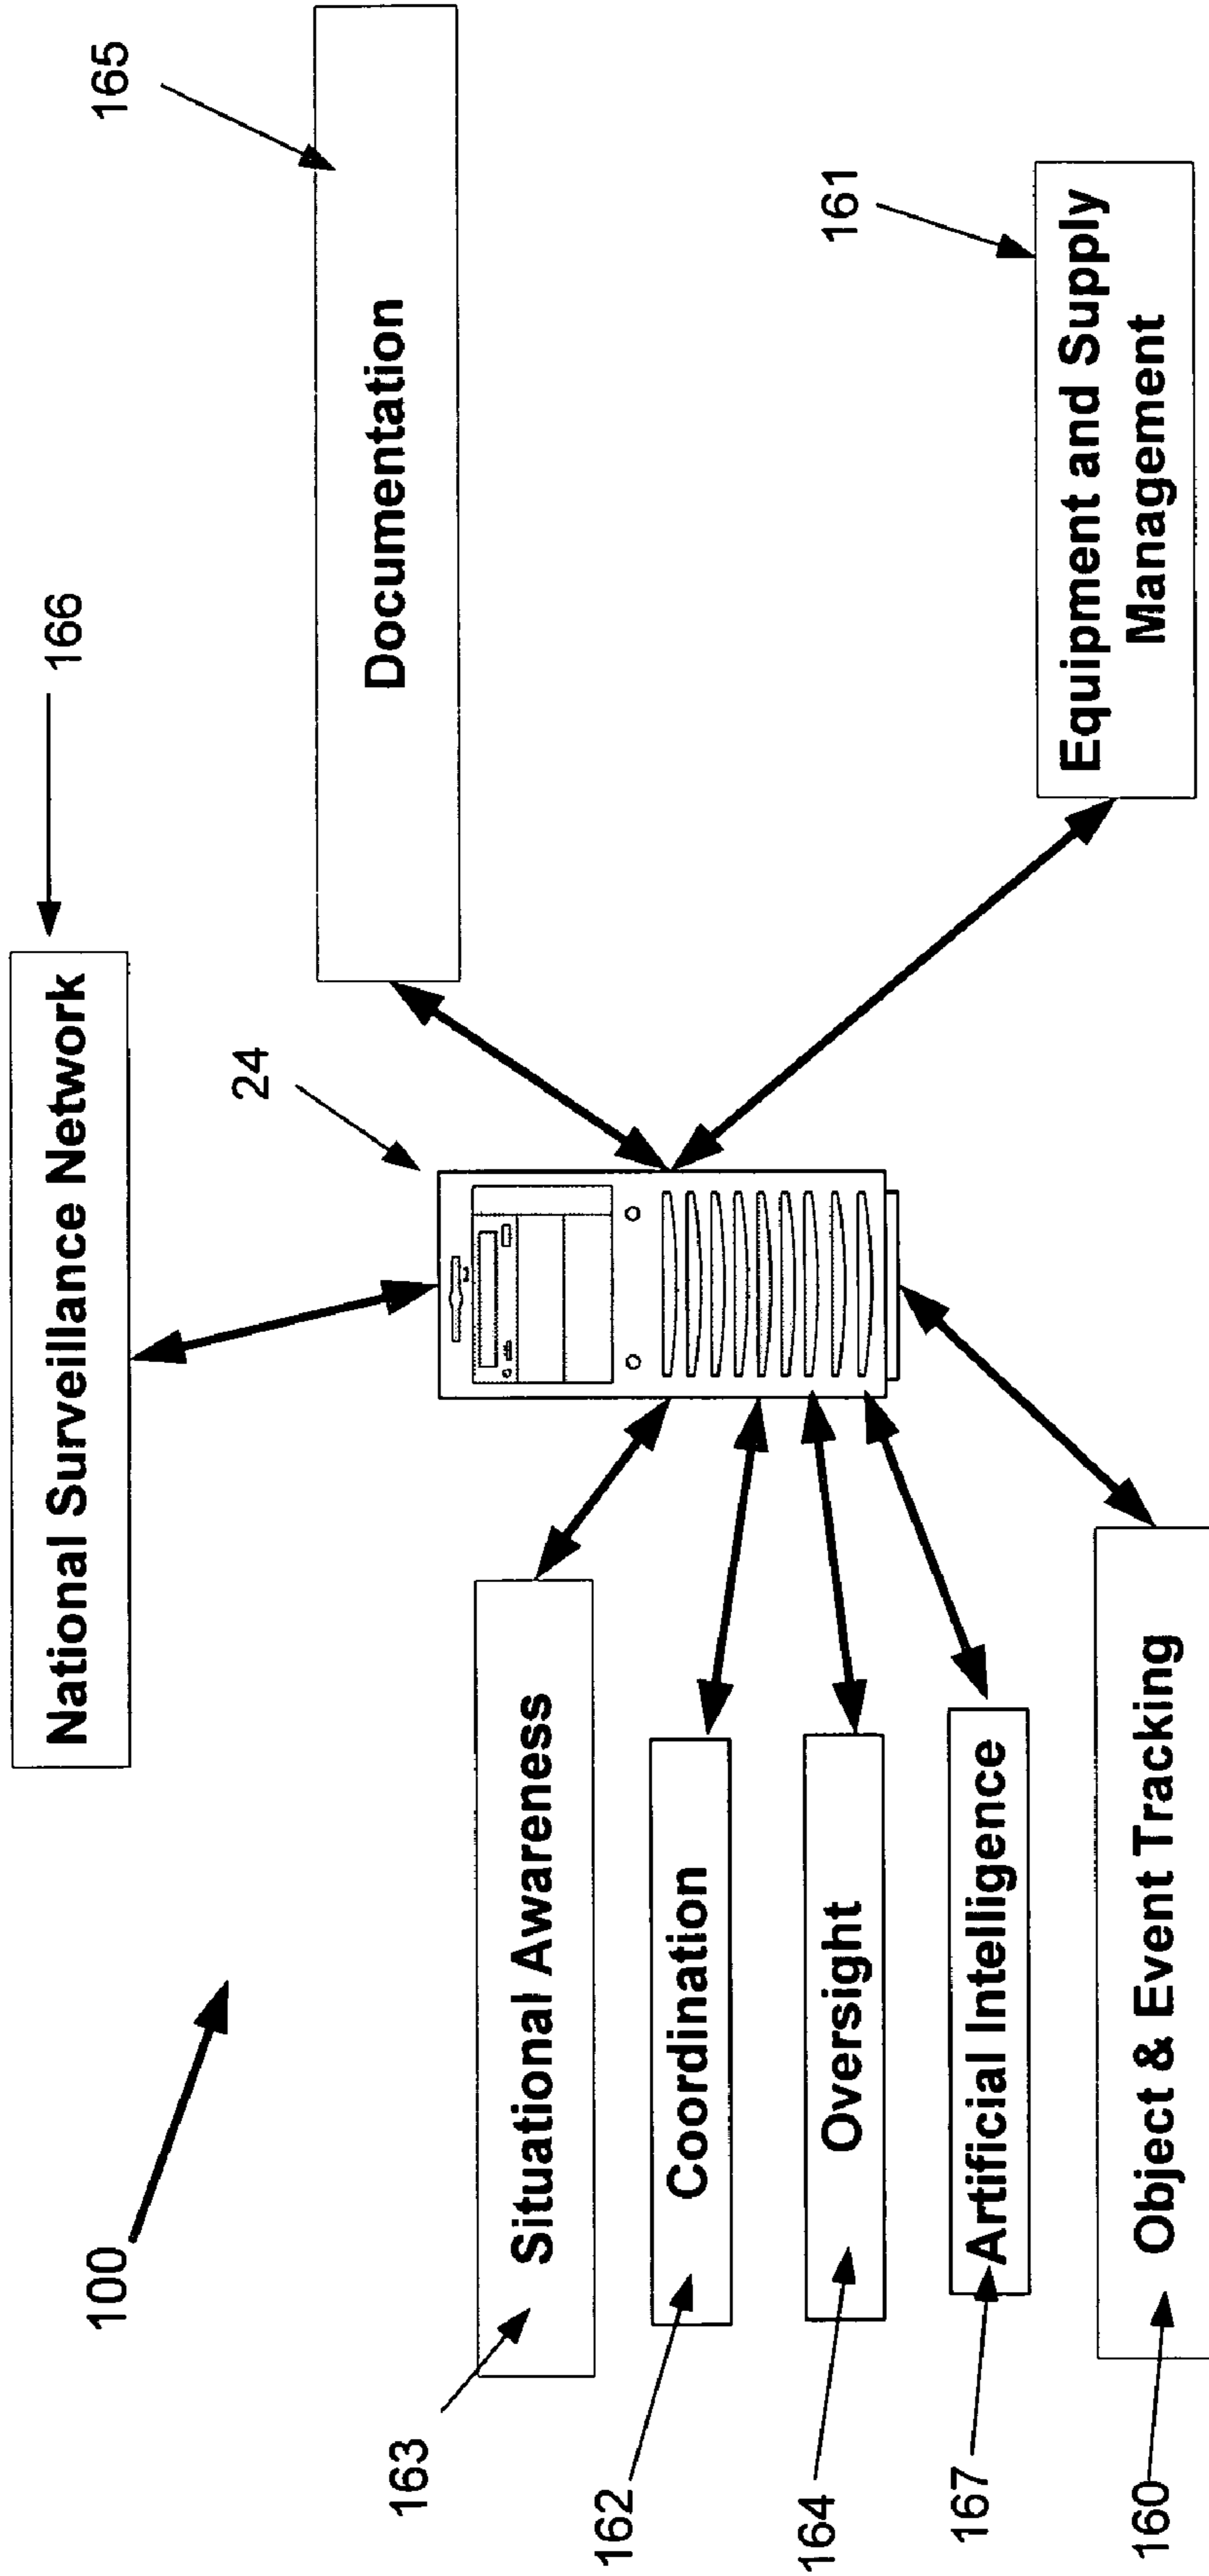 National Surveillance Network
166
165
100
24
Documentation
163
Situational Awareness
162
Coordination
161
164
Oversight
Equipment and Supply
Management
167
Artificial Intelligence
160
Object & Event Tracking